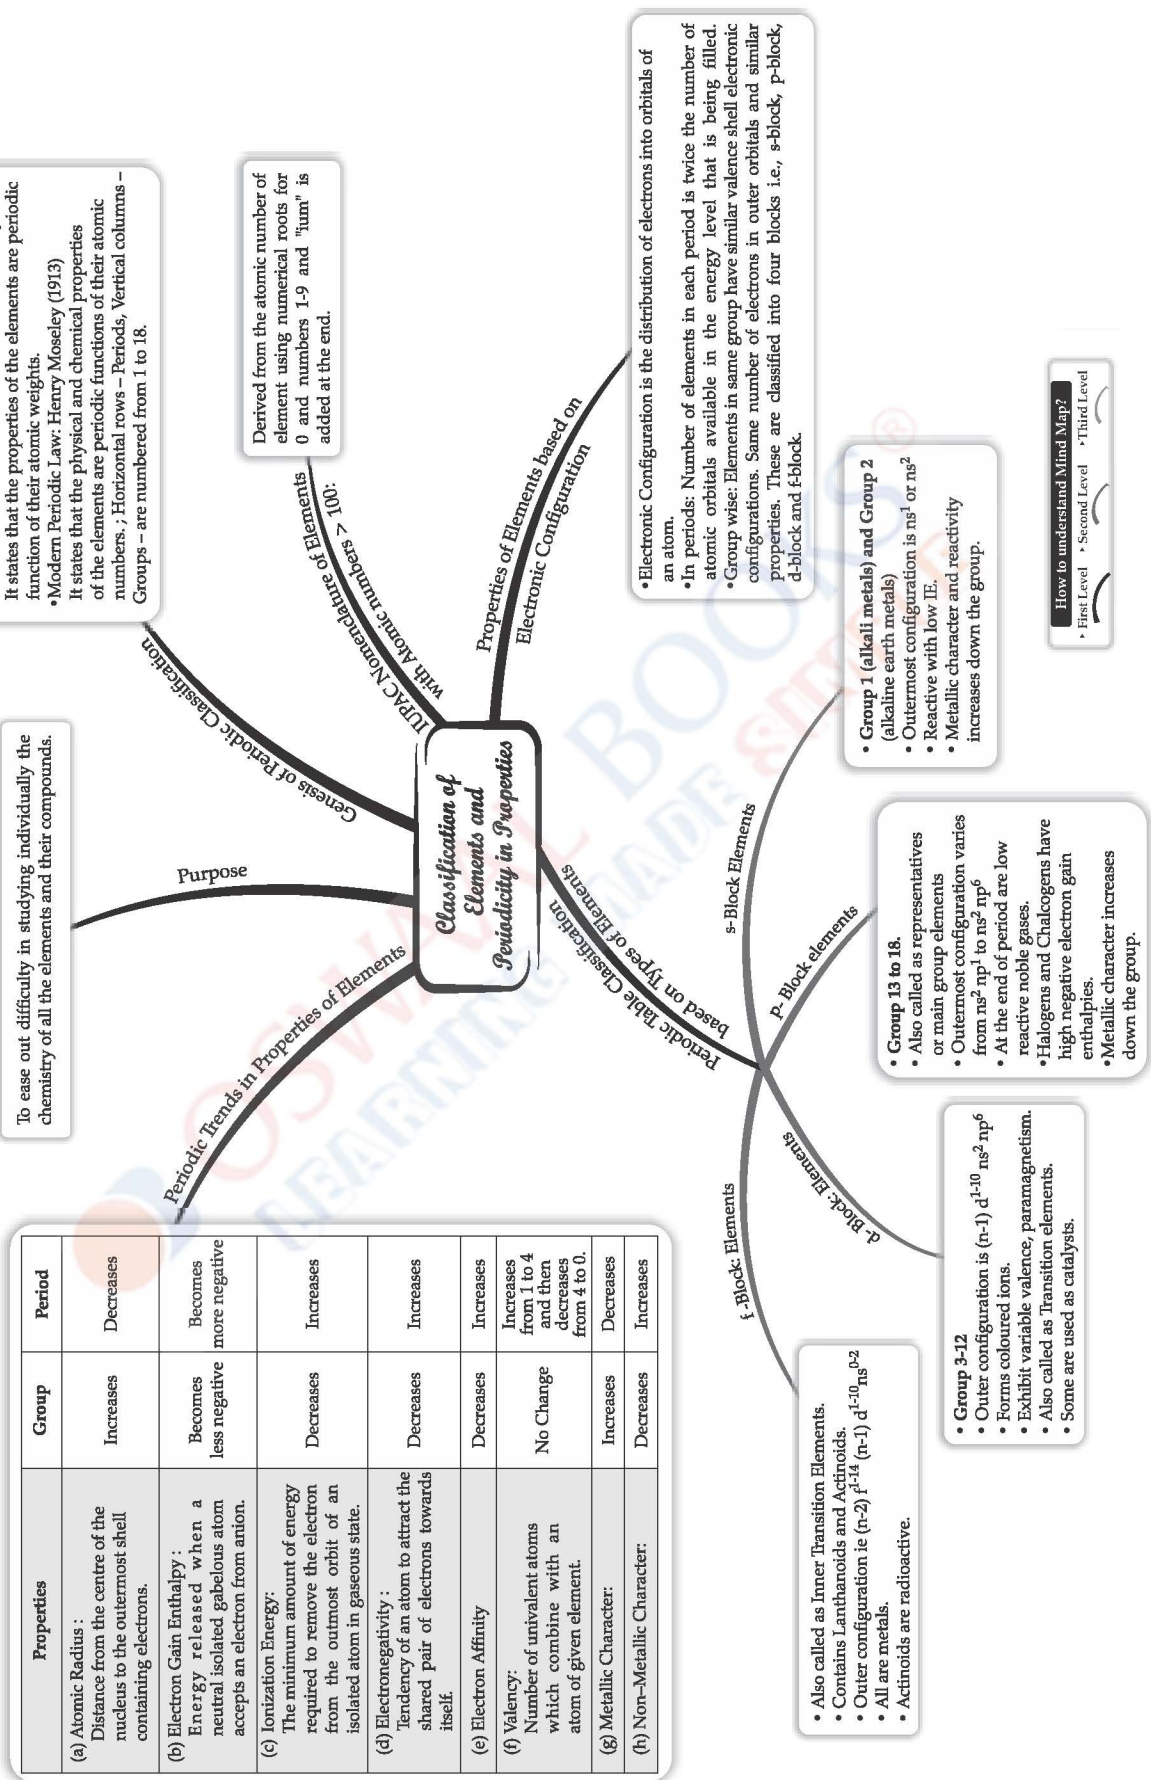 It states that the properties of the elements are periodic
function of their atomic weights.
•Modern Periodic Law: Henry Moseley (1913)
It states that the physical and chemical properties
of the elements are periodic functions of their atomic
numbers. ; Horizontal rows – Periods, Vertical columns –
Groups – are numbered from 1 to 18.
Genesis of Periodic Classification
To ease out difficulty in studying individually the
chemistry of all the elements and their compounds.
Purpose
Derived from the atomic number of
element using numerical roots for
0 and numbers 1-9 and "ium" is
added at the end.
IUPAC Nomenclature of Elements
with Atomic numbers > 100:
Properties of Elements based on
Electronic Configuration
•Electronic Configuration is the distribution of electrons into orbitals of
an atom.
•In periods: Number of elements in each period is twice the number of
atomic orbitals available in the energy level that is being filled.
•Group wise: Elements in same group have similar valence shell electronic
configurations. Same number of electrons in outer orbitals and similar
properties. These are classified into four blocks i.e., s-block, p-block,
d-block and f-block.
Classification of
Elements and
Periodicity in Properties
Periodic Trends in Properties of Elements
Properties Group Period
(a) Atomic Radius :
Distance from the centre of the
nucleus to the outermost shell
containing electrons.
Increases
Decreases
(b) Electron Gain Enthalpy :
Energy released when a
neutral isolated gabelous atom
accepts an electron from anion.
Becomes
less negative
Becomes
more negative
(c) Ionization Energy:
The minimum amount of energy
required to remove the electron
from the outmost orbit of an
isolated atom in gaseous state.
Decreases
Increases
(d) Electronegativity :
Tendency of an atom to attract the
shared pair of electrons towards
itself.
Decreases
Increases
(e) Electron Affinity Decreases Increases
(f) Valency:
Number of univalent atoms
which combine with an
atom of given element.
No Change
Increases
from 1 to 4
and then
decreases
from 4 to 0.
(g) Metallic Character: Increases Decreases
(h) Non–Metallic Character: Decreases Increases
Periodic Table Classification
based on Types of Elements
s-Block Elements
• Group 1 (alkali metals) and Group 2
(alkaline earth metals)
• Outermost configuration is ns¹ or ns²
• Reactive with low IE.
• Metallic character and reactivity
increases down the group.
p- Block elements
• Group 13 to 18.
• Also called as representatives
or main group elements
• Outermost configuration varies
from ns² np¹ to ns² np⁶
• At the end of period are low
reactive noble gases.
•Halogens and Chalcogens have
high negative electron gain
enthalpies.
•Metallic character increases
down the group.
d- Block: Elements
• Group 3-12
• Outer configuration is (n-1) d¹⁻¹⁰ ns² np⁶
• Forms coloured ions.
• Exhibit variable valence, paramagnetism.
• Also called as Transition elements.
• Some are used as catalysts.
f -Block: Elements
• Also called as Inner Transition Elements.
• Contains Lanthanoids and Actinoids.
• Outer configuration ie (n-2) f¹⁻¹⁴ (n-1) d¹⁻¹⁰ns⁰⁻²
• All are metals.
• Actinoids are radioactive.
How to understand Mind Map?
▸ First Level ▸ Second Level ▸Third Level
OSWAAL BOOKS®
LEARNING MADE SIMPLE